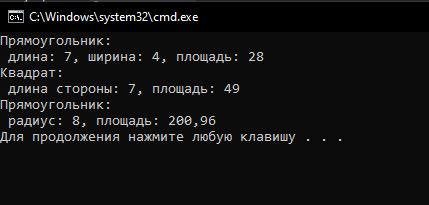 C:\Windows\system32\cmd.exe
Прямоугольник:
длина: 7, ширина: 4, площадь: 28
Квадрат:
длина стороны: 7, площадь: 49
Прямоугольник:
радиус: 8, площадь: 200,96
Для продолжения нажмите любую клавишу . . .